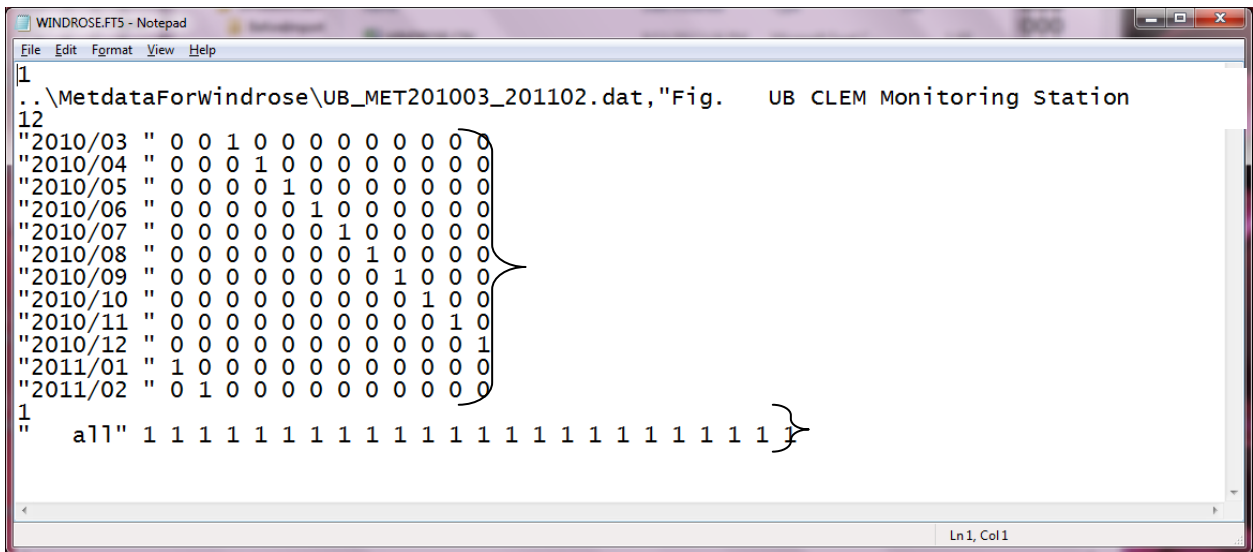 WINDROSE.FT5 - Notepad
File Edit Format View Help
1
..\MetdataForWindrose\UB_MET201003_201102.dat,"Fig.   UB CLEM Monitoring Station
12
"2010/03 " 0 0 1 0 0 0 0 0 0 0 0 0
"2010/04 " 0 0 0 1 0 0 0 0 0 0 0 0
"2010/05 " 0 0 0 0 1 0 0 0 0 0 0 0
"2010/06 " 0 0 0 0 0 1 0 0 0 0 0 0
"2010/07 " 0 0 0 0 0 0 1 0 0 0 0 0
"2010/08 " 0 0 0 0 0 0 0 1 0 0 0 0
"2010/09 " 0 0 0 0 0 0 0 0 1 0 0 0
"2010/10 " 0 0 0 0 0 0 0 0 0 1 0 0
"2010/11 " 0 0 0 0 0 0 0 0 0 0 1 0
"2010/12 " 0 0 0 0 0 0 0 0 0 0 0 1
"2011/01 " 1 0 0 0 0 0 0 0 0 0 0 0
"2011/02 " 0 1 0 0 0 0 0 0 0 0 0 0
1
"   all" 1 1 1 1 1 1 1 1 1 1 1 1 1 1 1 1 1 1 1 1 1 1 1 1
Ln 1, Col 1